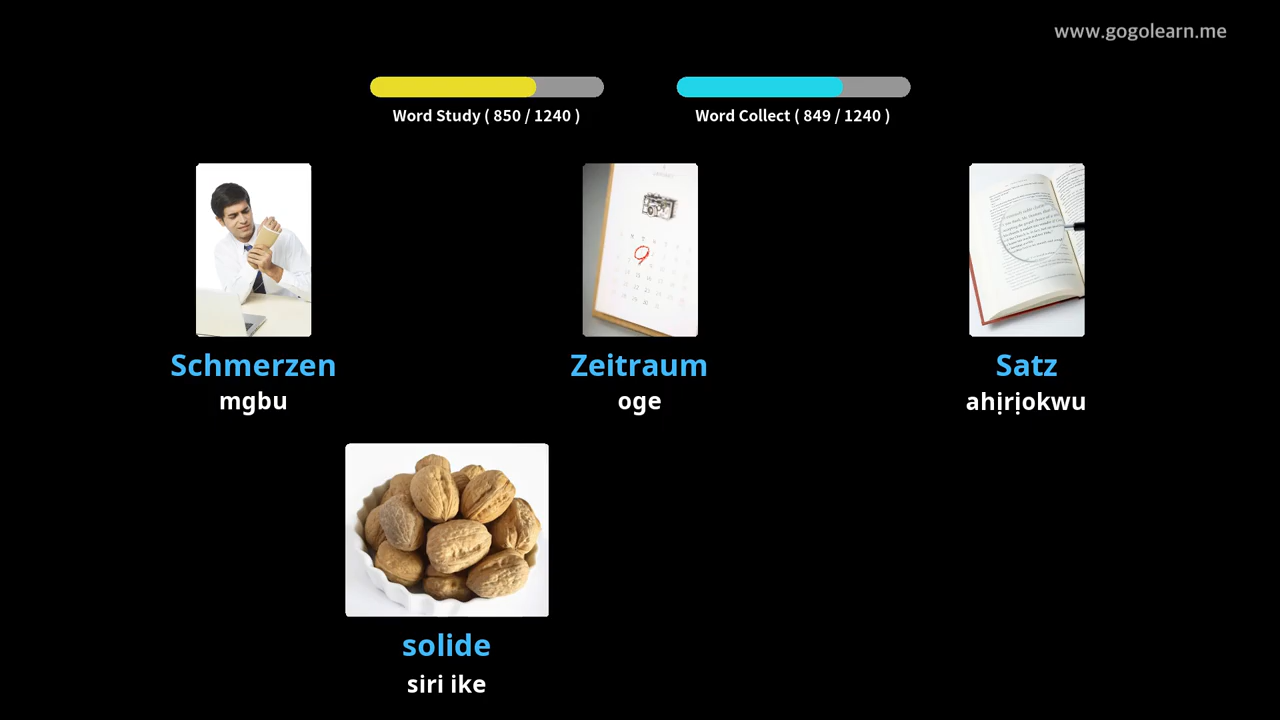 www.gogolearn.me
Word Study ( 850 / 1240 )
Word Collect ( 849 / 1240 )
Schmerzen
mgbu
Zeitraum
oge
Satz
ahịrịokwu
solide
siri ike